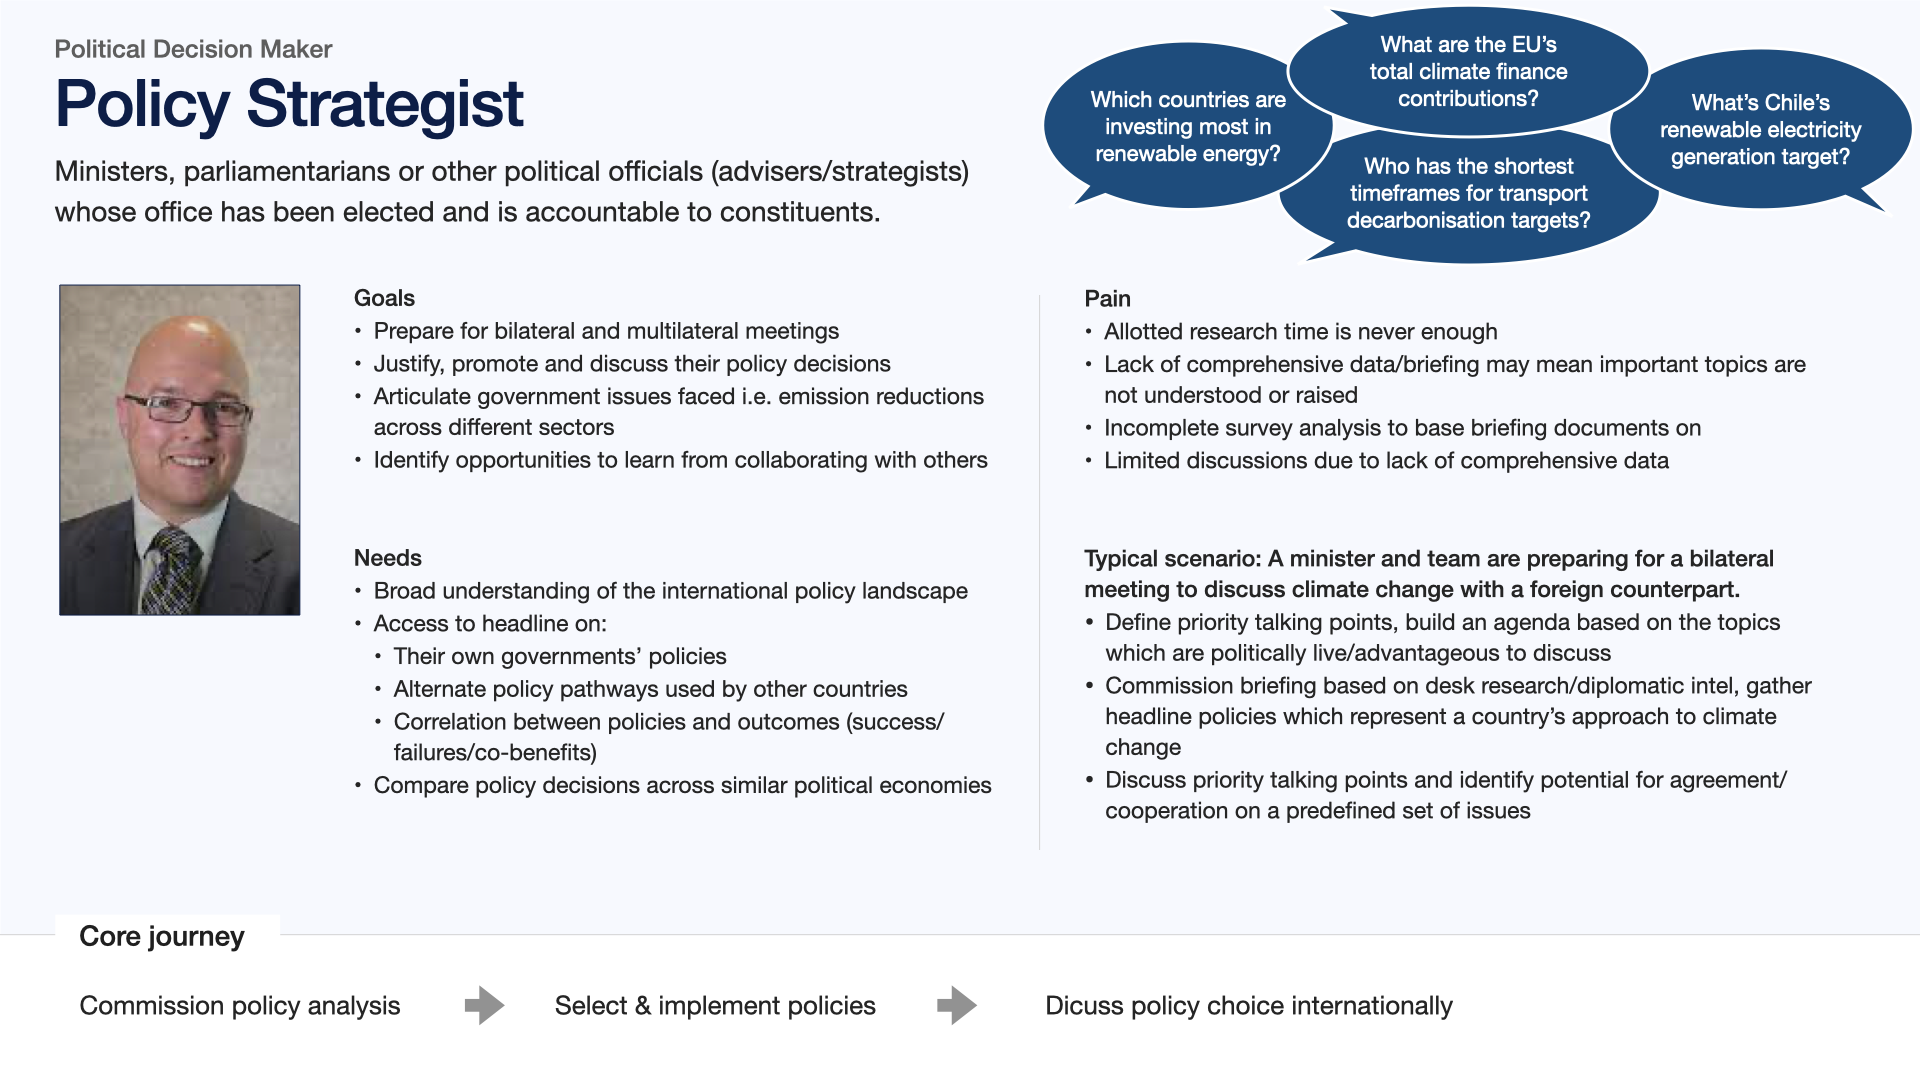 Political Decision Maker
Policy Strategist
Ministers, parliamentarians or other political officials (advisers/strategists)
whose office has been elected and is accountable to constituents.
Which countries are
investing most in
renewable energy?
What are the EU’s
total climate finance
contributions?
Who has the shortest
timeframes for transport
decarbonisation targets?
What’s Chile’s
renewable electricity
generation target?
Goals
• Prepare for bilateral and multilateral meetings
• Justify, promote and discuss their policy decisions
• Articulate government issues faced i.e. emission reductions
across different sectors
• Identify opportunities to learn from collaborating with others
Needs
• Broad understanding of the international policy landscape
• Access to headline on:
• Their own governments’ policies
• Alternate policy pathways used by other countries
• Correlation between policies and outcomes (success/
failures/co-benefits)
• Compare policy decisions across similar political economies
Pain
• Allotted research time is never enough
• Lack of comprehensive data/briefing may mean important topics are
not understood or raised
• Incomplete survey analysis to base briefing documents on
• Limited discussions due to lack of comprehensive data
Typical scenario: A minister and team are preparing for a bilateral
meeting to discuss climate change with a foreign counterpart.
• Define priority talking points, build an agenda based on the topics
which are politically live/advantageous to discuss
• Commission briefing based on desk research/diplomatic intel, gather
headline policies which represent a country’s approach to climate
change
• Discuss priority talking points and identify potential for agreement/
cooperation on a predefined set of issues
Core journey
Commission policy analysis
Select & implement policies
Dicuss policy choice internationally